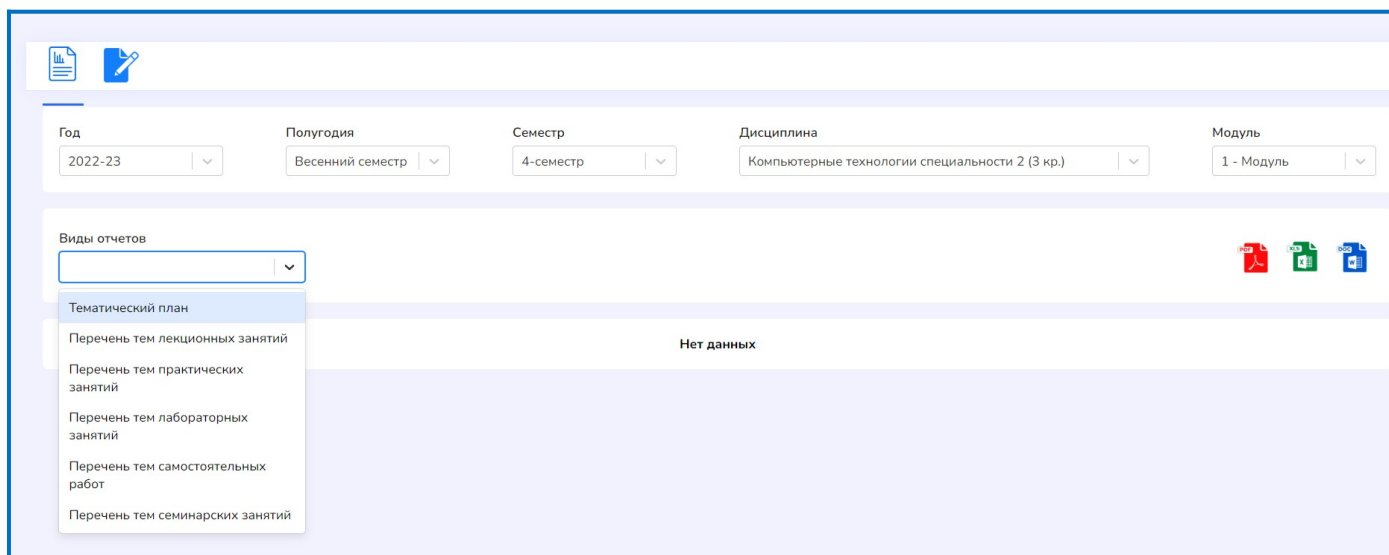 Год
Полугодия
Семестр
Дисциплина
Модуль
2022-23
Весенний семестр
4-семестр
Компьютерные технологии специальности 2 (3 кр.)
1 - Модуль
Виды отчетов
PDF
XLS
DOC
Тематический план
Перечень тем лекционных занятий
Перечень тем практических
занятий
Перечень тем лабораторных
занятий
Перечень тем самостоятельных
работ
Перечень тем семинарских занятий
Нет данных